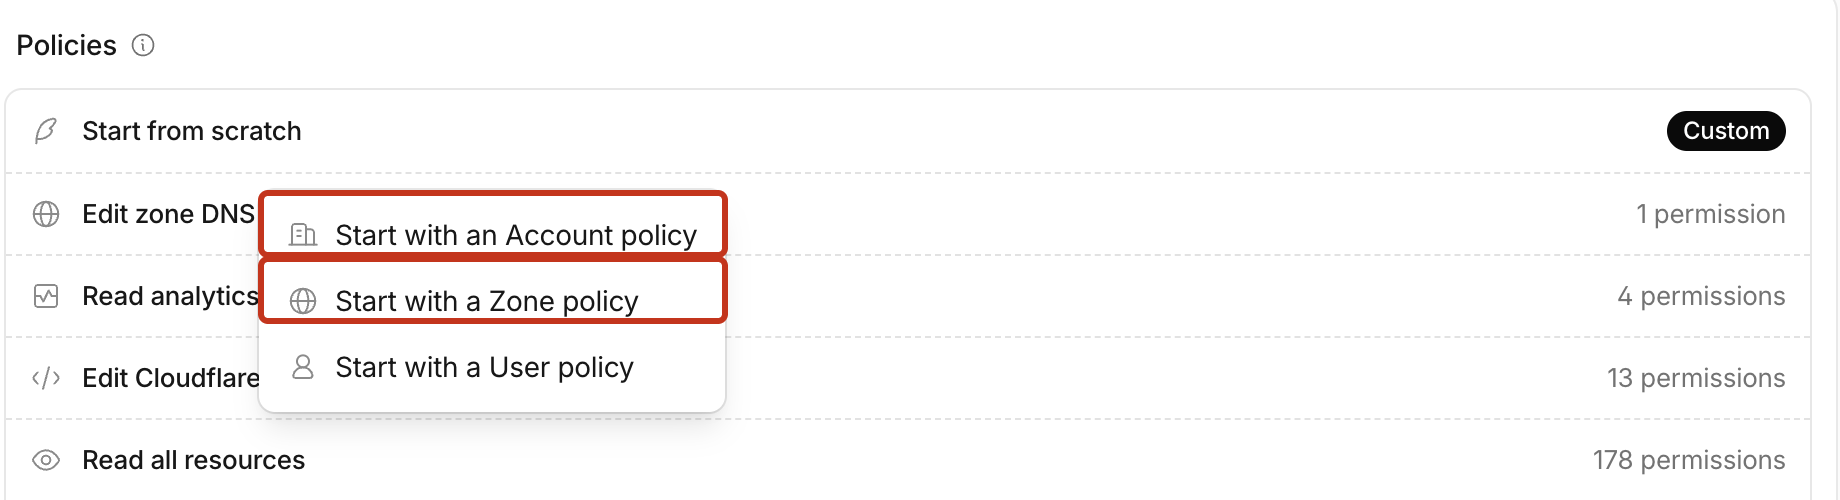 Policies
Start from scratch
Custom
Edit zone DNS
1 permission
Start with an Account policy
Read analytics
4 permissions
Start with a Zone policy
Start with a User policy
Edit Cloudflare
13 permissions
Read all resources
178 permissions